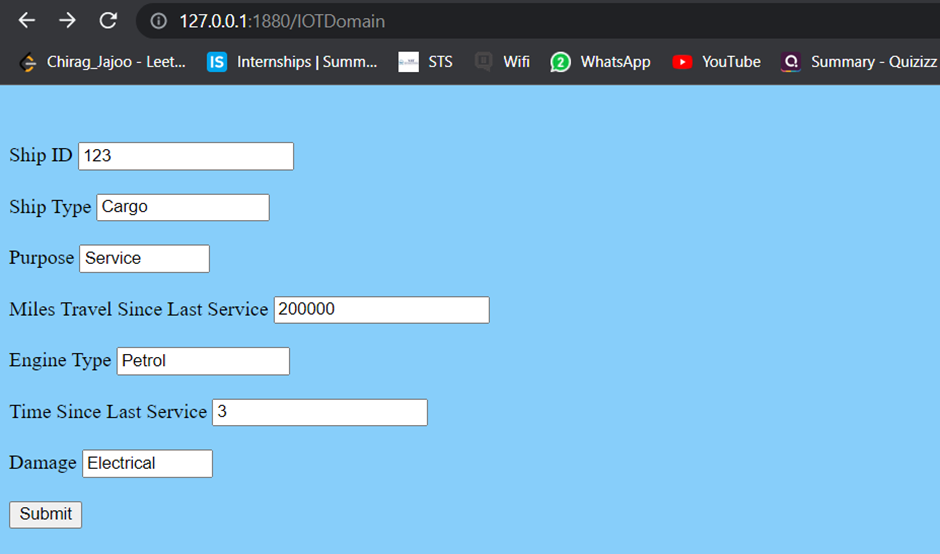 127.0.0.1:1880/IOTDomain
Chirag_Jajoo - Leet... IS Internships | Summ... STS Wifi 2 WhatsApp YouTube Q Summary - Quizizz
Ship ID 123
Ship Type Cargo
Purpose Service
Miles Travel Since Last Service 200000
Engine Type Petrol
Time Since Last Service 3
Damage Electrical
Submit